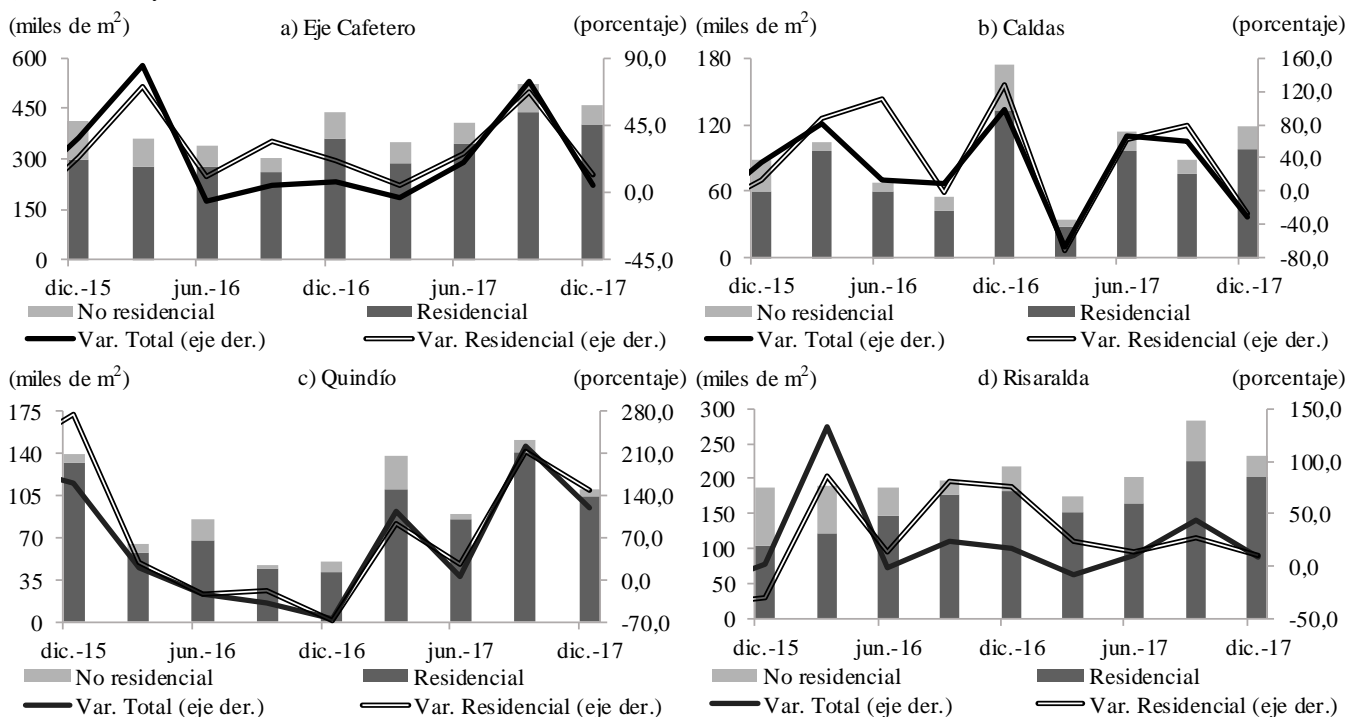 (miles de m²) a) Eje Cafetero (porcentaje)
600 90,0
450 45,0
300 0,0
150 -45,0
0
dic.-15 jun.-16 dic.-16 jun.-17 dic.-17
No residencial Residencial
Var. Total (eje der.) Var. Residencial (eje der.)
(miles de m²) b) Caldas (porcentaje)
180 160,0
120 120,0
60 80,0
0 40,0
0,0
-40,0
-80,0
dic.-15 jun.-16 dic.-16 jun.-17 dic.-17
No residencial Residencial
Var. Total (eje der.) Var. Residencial (eje der.)
(miles de m²) c) Quindío (porcentaje)
175 280,0
140 210,0
105 140,0
70 70,0
35 0,0
0 -70,0
dic.-15 jun.-16 dic.-16 jun.-17 dic.-17
No residencial Residencial
Var. Total (eje der.) Var. Residencial (eje der.)
(miles de m²) d) Risaralda (porcentaje)
300 150,0
250 100,0
200 50,0
150 0,0
100 -50,0
50
0
dic.-15 jun.-16 dic.-16 jun.-17 dic.-17
No residencial Residencial
Var. Total (eje der.) Var. Residencial (eje der.)